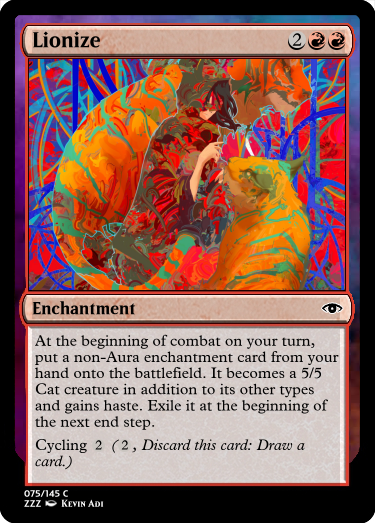 Lionize 2
Enchantment
At the beginning of combat on your turn,
put a non-Aura enchantment card from your
hand onto the battlefield. It becomes a 5/5
Cat creature in addition to its other types
and gains haste. Exile it at the beginning of
the next end step.
Cycling 2 (2, Discard this card: Draw a
card.)
075/145 C
ZZZ Kevin Adi